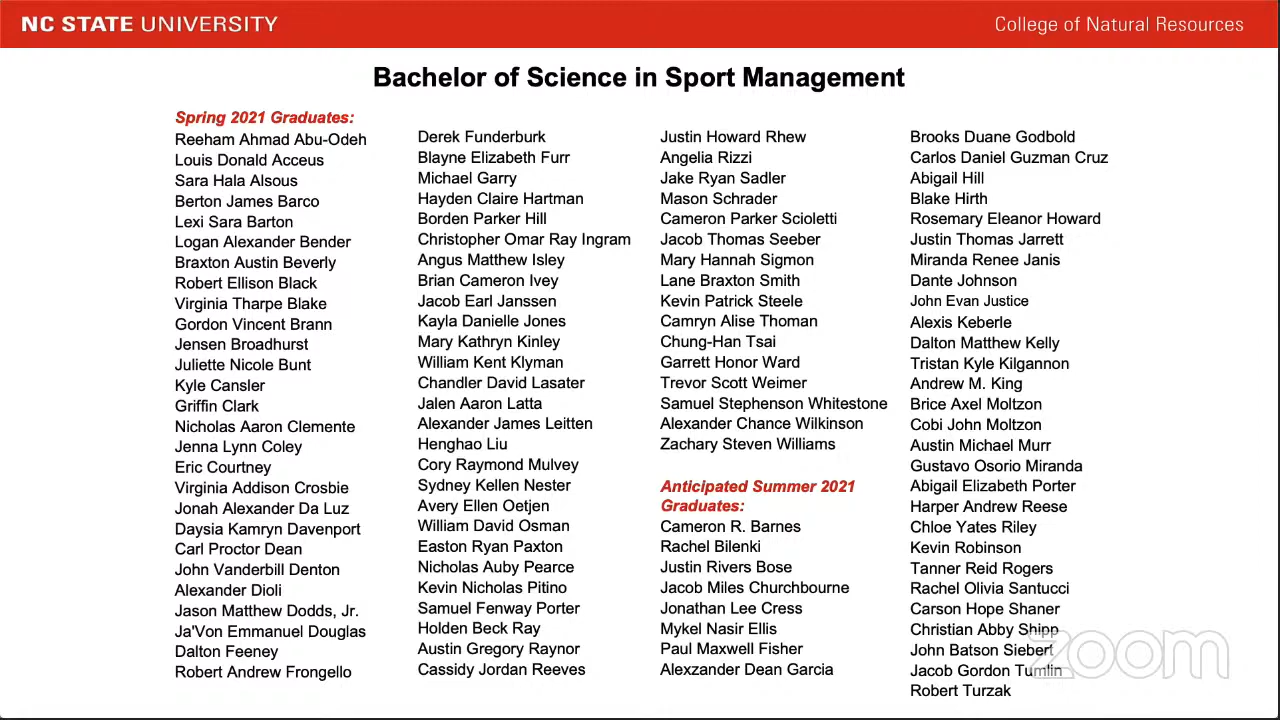 NC STATE UNIVERSITY
College of Natural Resources
Bachelor of Science in Sport Management
Spring 2021 Graduates:
Reeham Ahmad Abu-Odeh
Louis Donald Acceus
Sara Hala Alsous
Berton James Barco
Lexi Sara Barton
Logan Alexander Bender
Braxton Austin Beverly
Robert Ellison Black
Virginia Tharpe Blake
Gordon Vincent Brann
Jensen Broadhurst
Juliette Nicole Bunt
Kyle Cansler
Griffin Clark
Nicholas Aaron Clemente
Jenna Lynn Coley
Eric Courtney
Virginia Addison Crosbie
Jonah Alexander Da Luz
Daysia Kamryn Davenport
Carl Proctor Dean
John Vanderbill Denton
Alexander Dioli
Jason Matthew Dodds, Jr.
Ja'Von Emmanuel Douglas
Dalton Feeney
Robert Andrew Frongello
Derek Funderburk
Blayne Elizabeth Furr
Michael Garry
Hayden Claire Hartman
Borden Parker Hill
Christopher Omar Ray Ingram
Angus Matthew Isley
Brian Cameron Ivey
Jacob Earl Janssen
Kayla Danielle Jones
Mary Kathryn Kinley
William Kent Klyman
Chandler David Lasater
Jalen Aaron Latta
Alexander James Leitten
Henghao Liu
Cory Raymond Mulvey
Sydney Kellen Nester
Avery Ellen Oetjen
William David Osman
Easton Ryan Paxton
Nicholas Auby Pearce
Kevin Nicholas Pitino
Samuel Fenway Porter
Holden Beck Ray
Austin Gregory Raynor
Cassidy Jordan Reeves
Justin Howard Rhew
Angelia Rizzi
Jake Ryan Sadler
Mason Schrader
Cameron Parker Scioletti
Jacob Thomas Seeber
Mary Hannah Sigmon
Lane Braxton Smith
Kevin Patrick Steele
Camryn Alise Thoman
Chung-Han Tsai
Garrett Honor Ward
Trevor Scott Weimer
Samuel Stephenson Whitestone
Alexander Chance Wilkinson
Zachary Steven Williams
Anticipated Summer 2021
Graduates:
Cameron R. Barnes
Rachel Bilenki
Justin Rivers Bose
Jacob Miles Churchbourne
Jonathan Lee Cress
Mykel Nasir Ellis
Paul Maxwell Fisher
Alexzander Dean Garcia
Brooks Duane Godbold
Carlos Daniel Guzman Cruz
Abigail Hill
Blake Hirth
Rosemary Eleanor Howard
Justin Thomas Jarrett
Miranda Renee Janis
Dante Johnson
John Evan Justice
Alexis Keberle
Dalton Matthew Kelly
Tristan Kyle Kilgannon
Andrew M. King
Brice Axel Moltzon
Cobi John Moltzon
Austin Michael Murr
Gustavo Osorio Miranda
Abigail Elizabeth Porter
Harper Andrew Reese
Chloe Yates Riley
Kevin Robinson
Tanner Reid Rogers
Rachel Olivia Santucci
Carson Hope Shaner
Christian Abby Shipp
John Batson Siebert
Jacob Gordon Tumlin
Robert Turzak
zoom